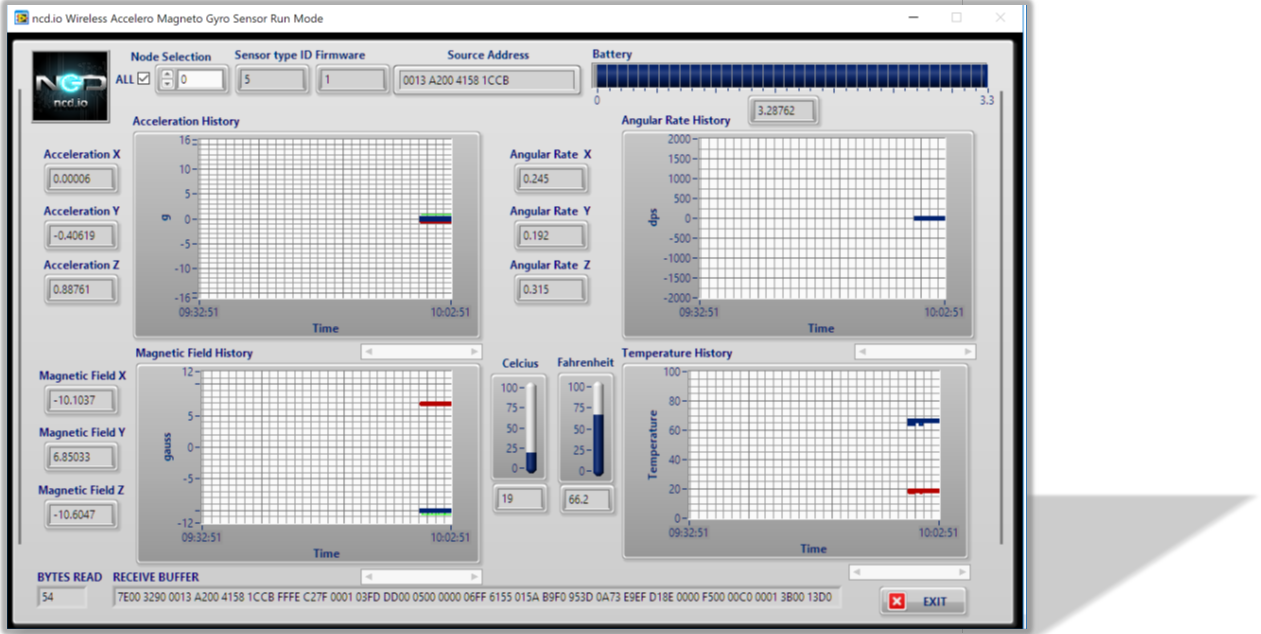 ncd.io Wireless Accelero Magneto Gyro Sensor Run Mode
NCD
ncd.io
Node Selection
ALL
0
Sensor type ID
5
Firmware
1
Source Address
0013 A200 4158 1CCB
Battery
0
3.3
3.28762
Acceleration X
0.00006
Acceleration Y
-0.40619
Acceleration Z
0.88761
Acceleration History
16
10
5
0
-5
-10
-16
g
09:32:51
10:02:51
Time
Angular Rate X
0.245
Angular Rate Y
0.192
Angular Rate Z
0.315
Angular Rate History
2000
1500
1000
500
0
-500
-1000
-1500
-2000
dps
09:32:51
10:02:51
Time
Magnetic Field X
-10.1037
Magnetic Field Y
6.85033
Magnetic Field Z
-10.6047
Magnetic Field History
12
5
0
-5
-12
gauss
09:32:51
10:02:51
Time
Celcius
100
75
50
25
0
19
Fahrenheit
100
75
50
25
0
66.2
Temperature History
100
80
60
40
20
0
Temperature
09:32:51
10:02:51
Time
BYTES READ
54
RECEIVE BUFFER
7E00 3290 0013 A200 4158 1CCB FFFE C27F 0001 03FD DD00 0500 0000 06FF 6155 015A B9F0 953D 0A73 E9EF D18E 0000 F500 00C0 0001 3B00 13D0
EXIT